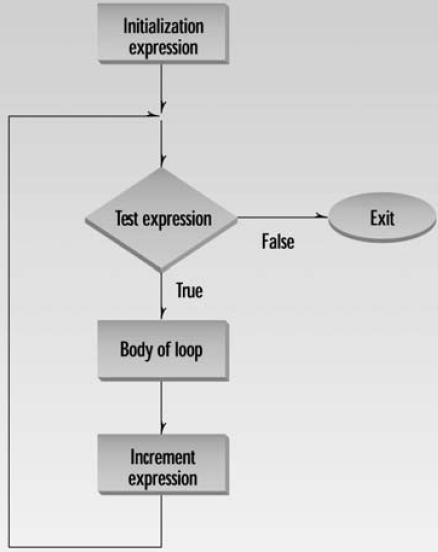 Initialization
expression
Test expression
Exit
False
True
Body of loop
Increment
expression